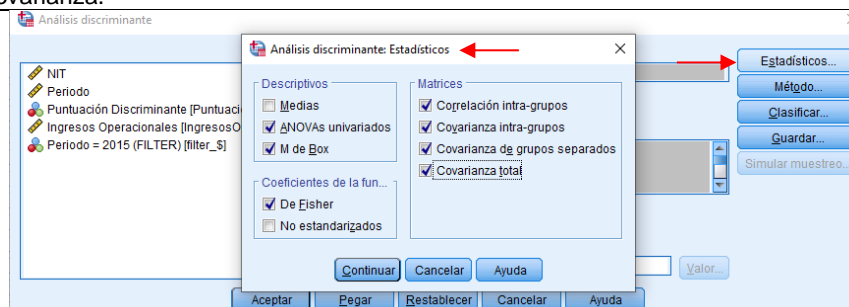 ovarianza.
Análisis discriminante
NIT
Periodo
Puntuación Discriminante [Puntuaci
Ingresos Operacionales [IngresosO
Periodo = 2015 (FILTER) [filter_$]
Análisis discriminante: Estadísticos
Descriptivos
Medias
ANOVAs univariados
M de Box
Coeficientes de la fun...
De Fisher
No estandarizados
Matrices
Correlación intra-grupos
Covarianza intra-grupos
Covarianza de grupos separados
Covarianza total
Continuar
Cancelar
Ayuda
Estadísticos...
Método...
Clasificar...
Guardar...
Simular muestreo...
Valor...
Aceptar
Pegar
Restablecer
Cancelar
Ayuda